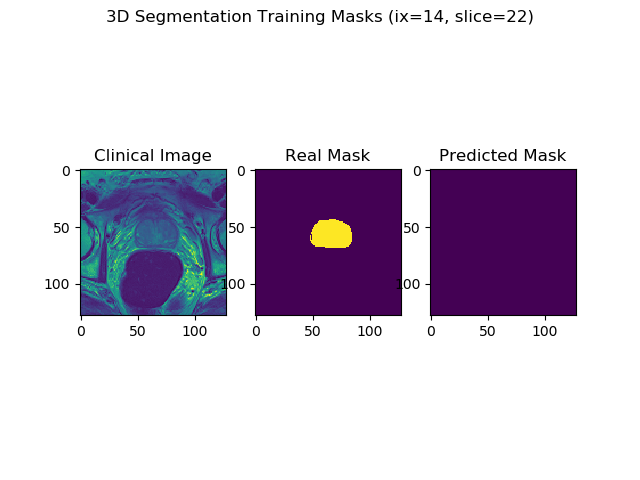 3D Segmentation Training Masks (ix=14, slice=22)
Clinical Image Real Mask Predicted Mask
0 0 0
50 50 50
100 100 100
0 50 100 0 50 100 0 50 100